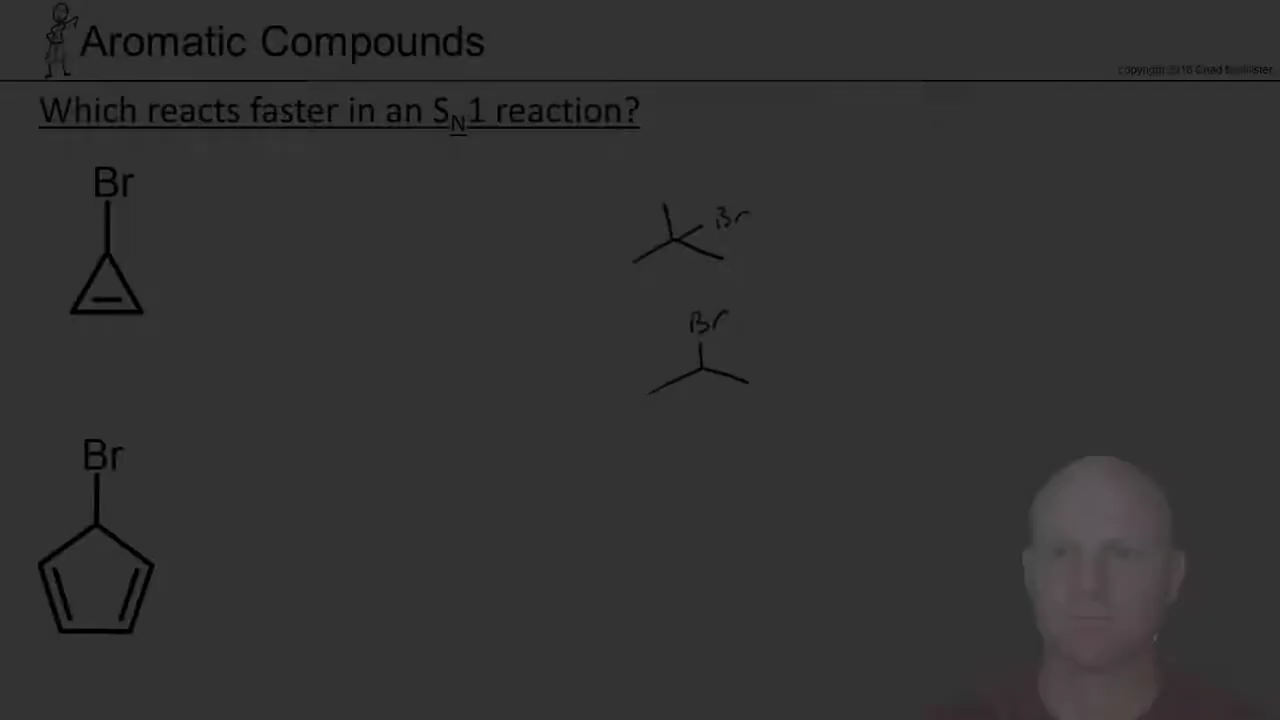 Aromatic Compounds
Which reacts faster in an SN1 reaction?
Br
Br
Br
Br